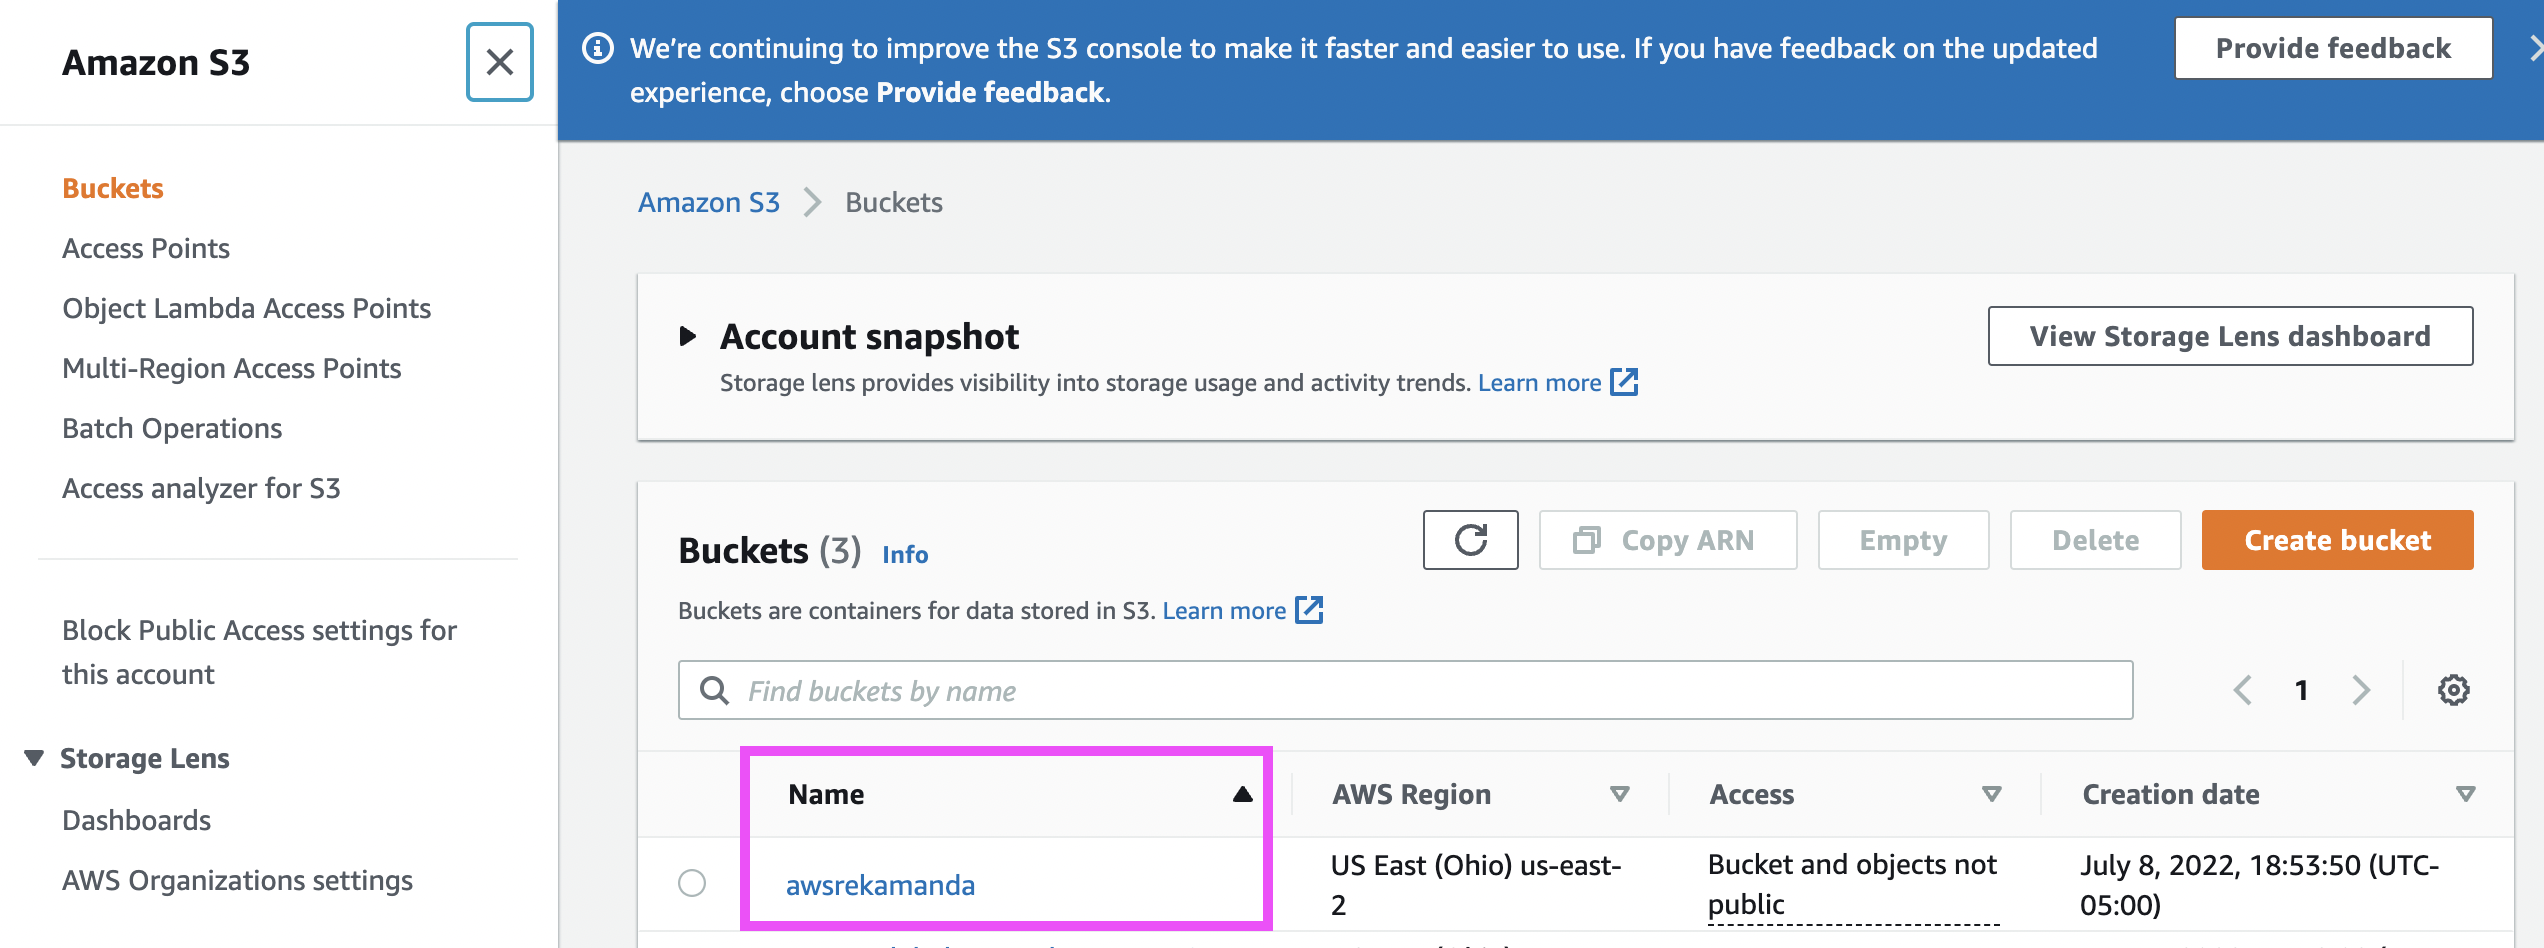 Amazon S3
We’re continuing to improve the S3 console to make it faster and easier to use. If you have feedback on the updated
experience, choose Provide feedback.
Provide feedback
Buckets
Access Points
Object Lambda Access Points
Multi-Region Access Points
Batch Operations
Access analyzer for S3
Block Public Access settings for
this account
Storage Lens
Dashboards
AWS Organizations settings
Amazon S3 Buckets
Account snapshot
View Storage Lens dashboard
Storage lens provides visibility into storage usage and activity trends. Learn more
Buckets (3) Info
Copy ARN Empty Delete Create bucket
Buckets are containers for data stored in S3. Learn more
Find buckets by name
1
Name AWS Region Access Creation date
awsrekamanda
US East (Ohio) us-east-
2
Bucket and objects not
public
July 8, 2022, 18:53:50 (UTC-
05:00)